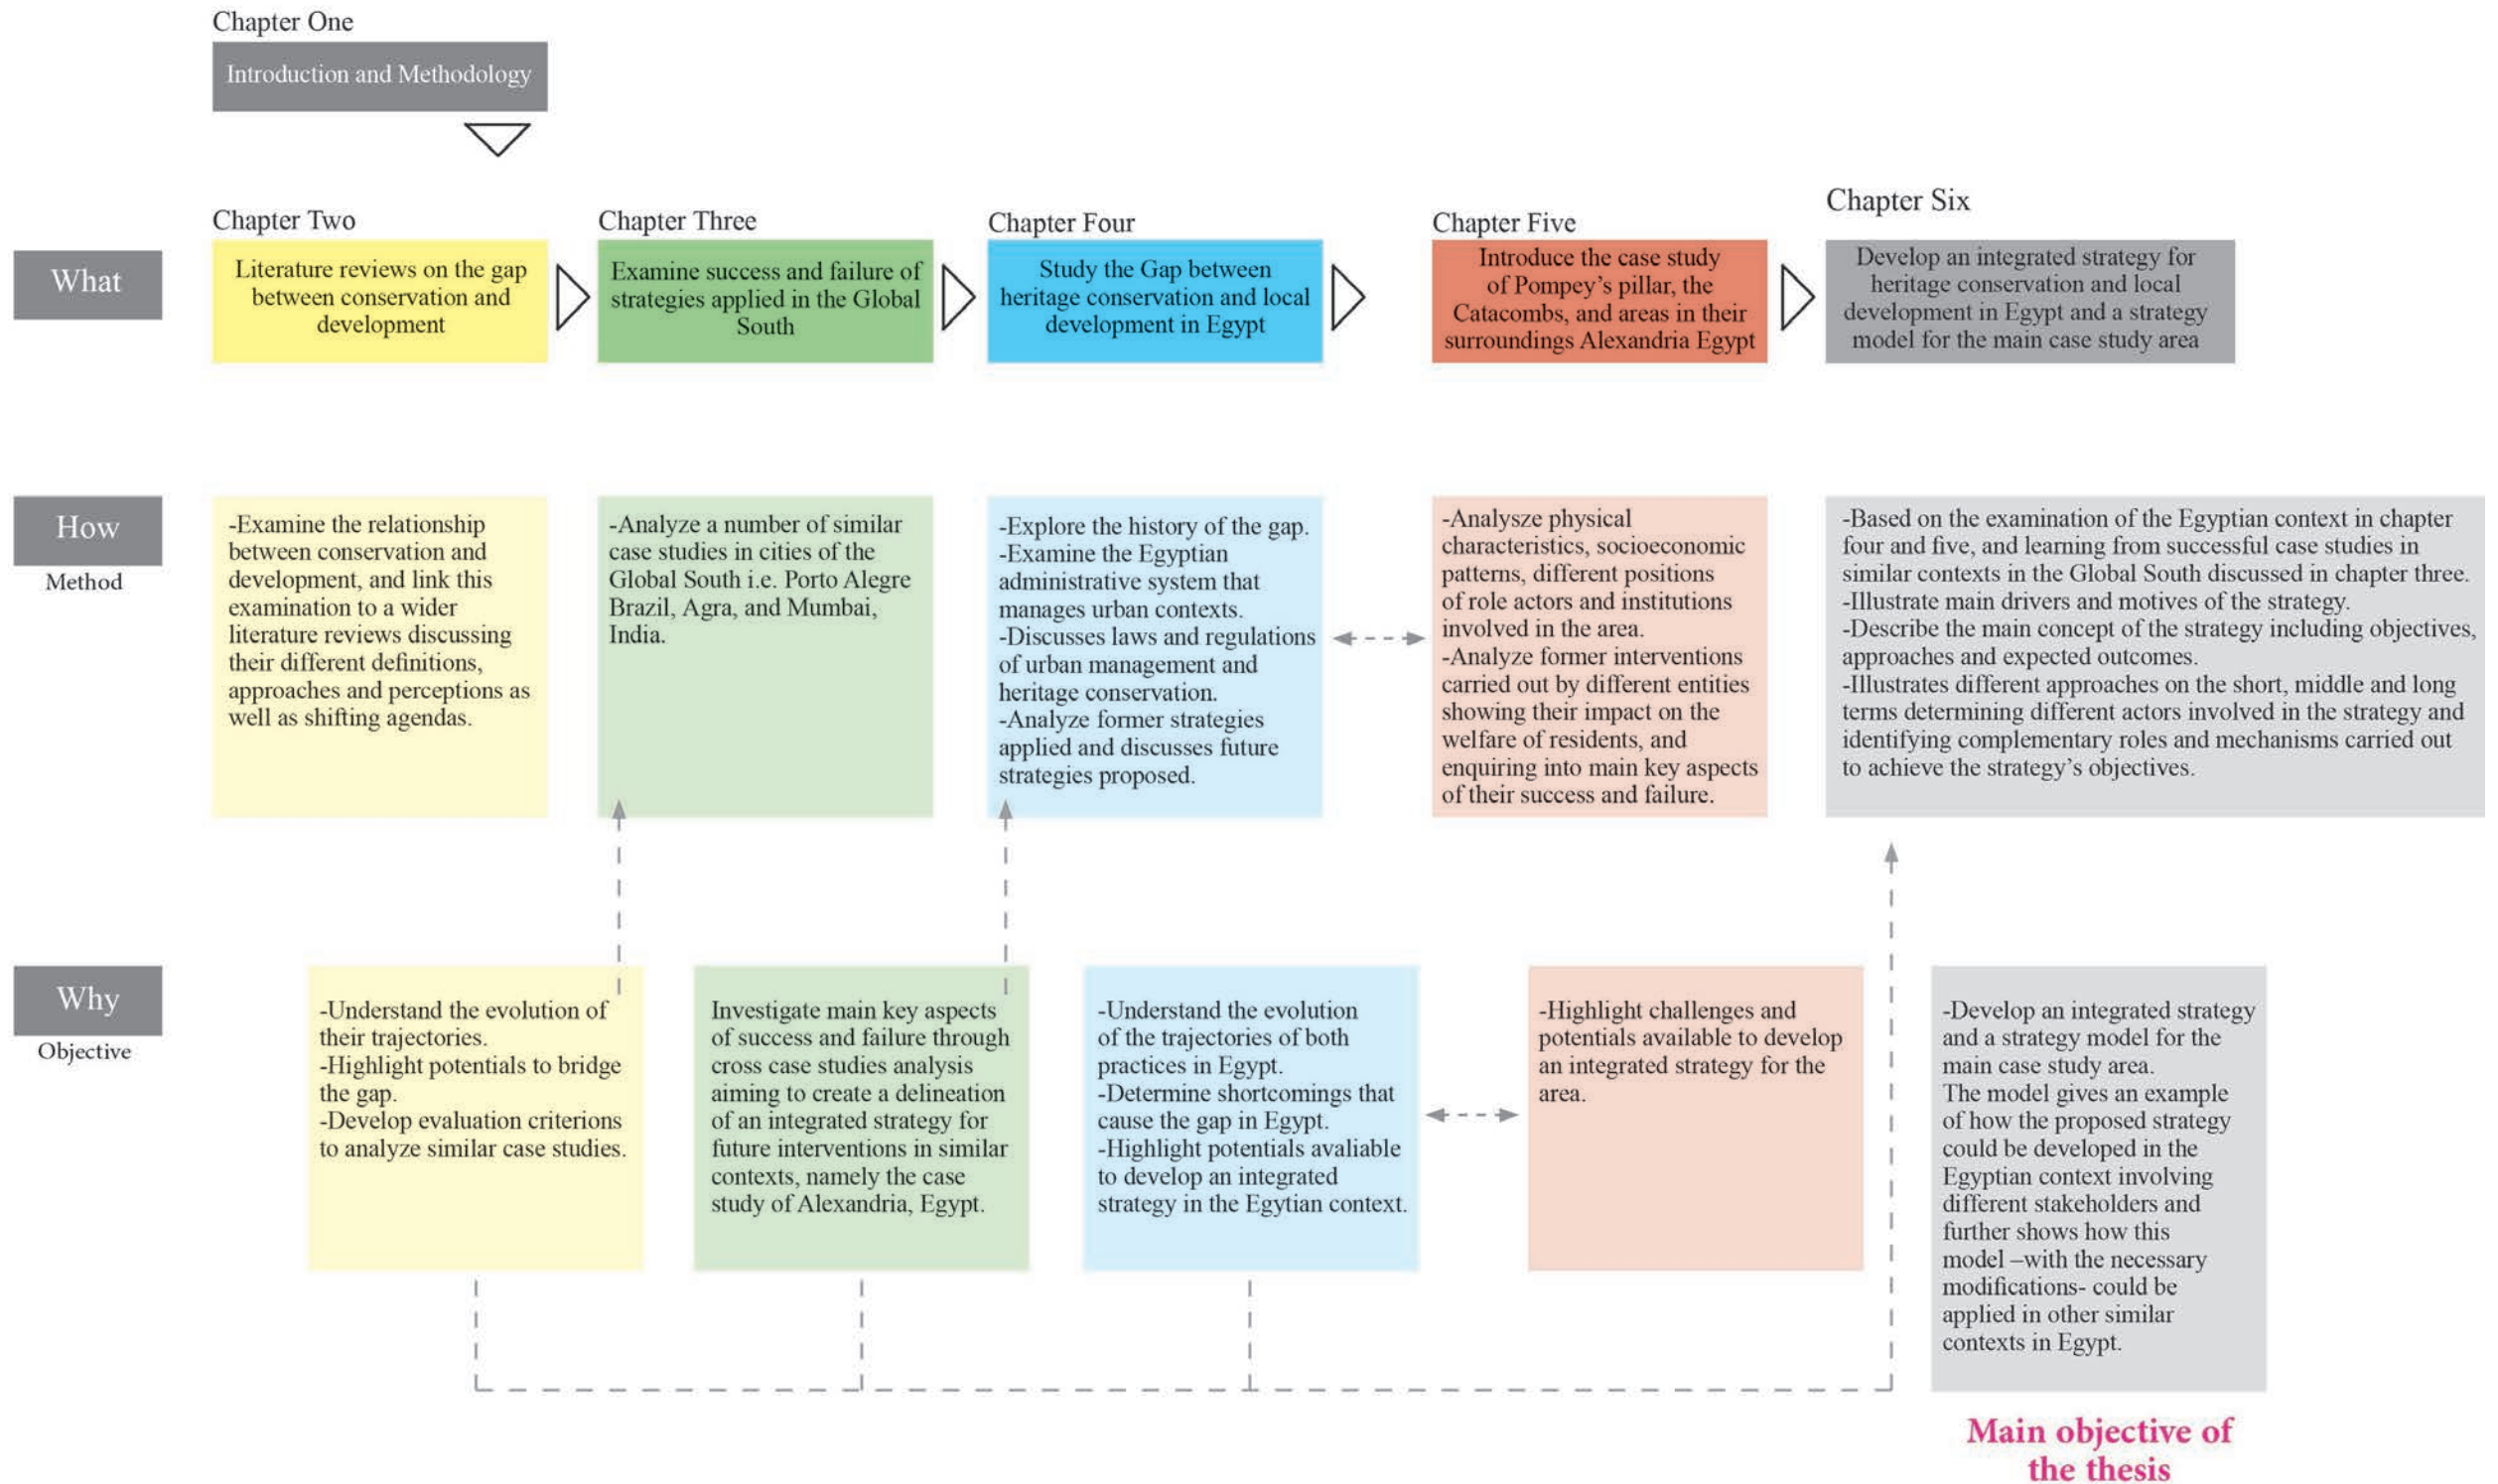 Chapter One
Introduction and Methodology
Chapter Two
Chapter Three
Chapter Four
Chapter Five
Chapter Six
What
Literature reviews on the gap
between conservation and
development
Examine success and failure of
strategies applied in the Global
South
Study the Gap between
heritage conservation and local
development in Egypt
Introduce the case study
of Pompey’s pillar, the
Catacombs, and areas in their
surroundings Alexandria Egypt
Develop an integrated strategy for
heritage conservation and local
development in Egypt and a strategy
model for the main case study area
How
Method
-Examine the relationship
between conservation and
development, and link this
examination to a wider
literature reviews discussing
their different definitions,
approaches and perceptions as
well as shifting agendas.
-Analyze a number of similar
case studies in cities of the
Global South i.e. Porto Alegre
Brazil, Agra, and Mumbai,
India.
-Explore the history of the gap.
-Examine the Egyptian
administrative system that
manages urban contexts.
-Discusses laws and regulations
of urban management and
heritage conservation.
-Analyze former strategies
applied and discusses future
strategies proposed.
-Analysze physical
characteristics, socioeconomic
patterns, different positions
of role actors and institutions
involved in the area.
-Analyze former interventions
carried out by different entities
showing their impact on the
welfare of residents, and
enquiring into main key aspects
of their success and failure.
-Based on the examination of the Egyptian context in chapter
four and five, and learning from successful case studies in
similar contexts in the Global South discussed in chapter three.
-Illustrate main drivers and motives of the strategy.
-Describe the main concept of the strategy including objectives,
approaches and expected outcomes.
-Illustrates different approaches on the short, middle and long
terms determining different actors involved in the strategy and
identifying complementary roles and mechanisms carried out
to achieve the strategy’s objectives.
Why
Objective
-Understand the evolution of
their trajectories.
-Highlight potentials to bridge
the gap.
-Develop evaluation criterions
to analyze similar case studies.
Investigate main key aspects
of success and failure through
cross case studies analysis
aiming to create a delineation
of an integrated strategy for
future interventions in similar
contexts, namely the case
study of Alexandria, Egypt.
-Understand the evolution
of the trajectories of both
practices in Egypt.
-Determine shortcomings that
cause the gap in Egypt.
-Highlight potentials avaliable
to develop an integrated
strategy in the Egytian context.
-Highlight challenges and
potentials available to develop
an integrated strategy for the
area.
-Develop an integrated strategy
and a strategy model for the
main case study area.
The model gives an example
of how the proposed strategy
could be developed in the
Egyptian context involving
different stakeholders and
further shows how this
model –with the necessary
modifications- could be
applied in other similar
contexts in Egypt.
Main objective of
the thesis